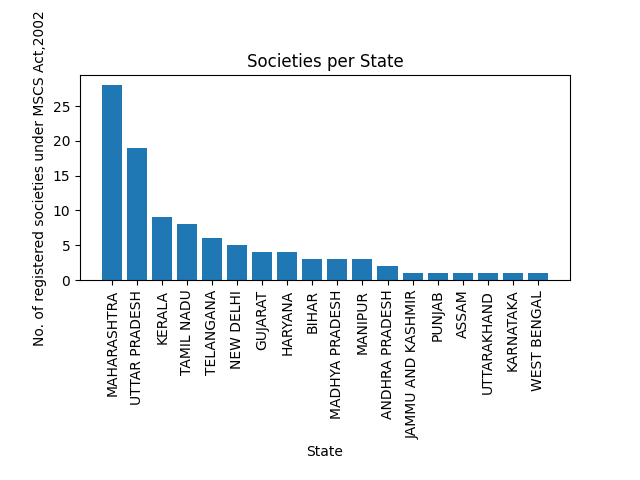 Societies per State
No. of registered societies under MSCS Act,2002
25
20
15
10
5
0
MAHARASHTRA
UTTAR PRADESH
KERALA
TAMIL NADU
TELANGANA
NEW DELHI
GUJARAT
HARYANA
BIHAR
MADHYA PRADESH
MANIPUR
ANDHRA PRADESH
JAMMU AND KASHMIR
PUNJAB
ASSAM
UTTARAKHAND
KARNATAKA
WEST BENGAL
State